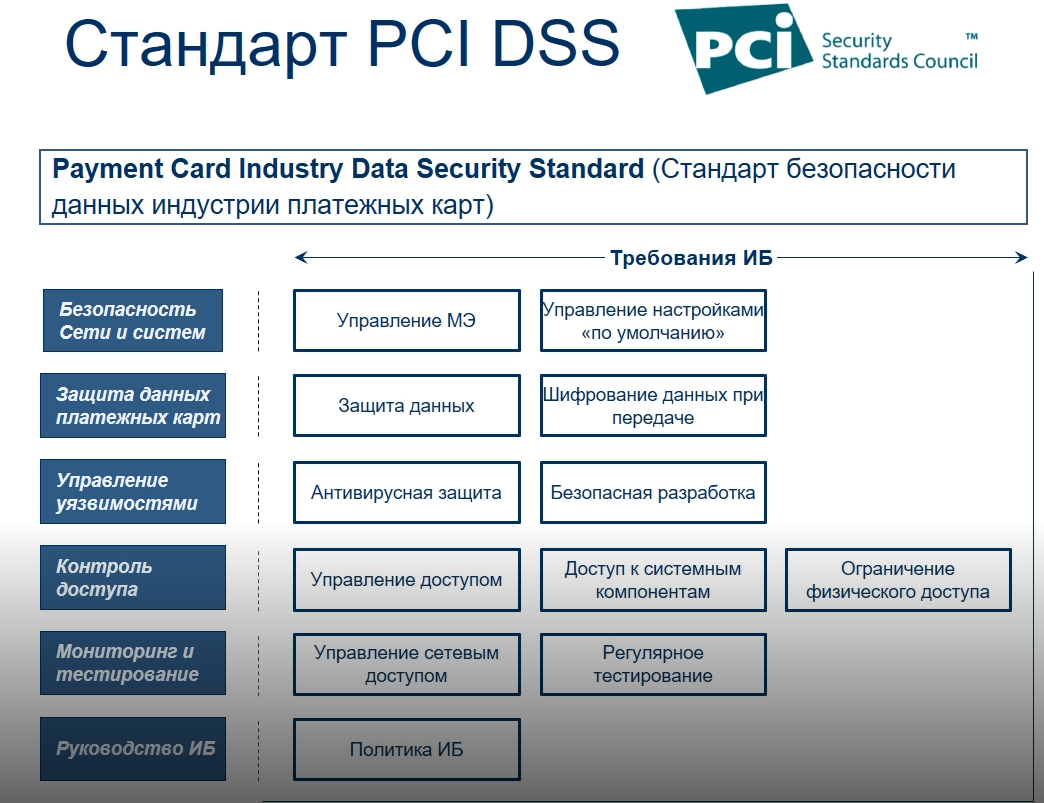 Стандарт PCI DSS
PCi Security
Standards Council ™
Payment Card Industry Data Security Standard (Стандарт безопасности
данных индустрии платежных карт)
Требования ИБ
Безопасность
Сети и систем
Управление МЭ
Управление настройками
«по умолчанию»
Защита данных
платежных карт
Защита данных
Шифрование данных при
передаче
Управление
уязвимостями
Антивирусная защита
Безопасная разработка
Контроль
доступа
Управление доступом
Доступ к системным
компонентам
Ограничение
физического доступа
Мониторинг и
тестирование
Управление сетевым
доступом
Регулярное
тестирование
Руководство ИБ
Политика ИБ